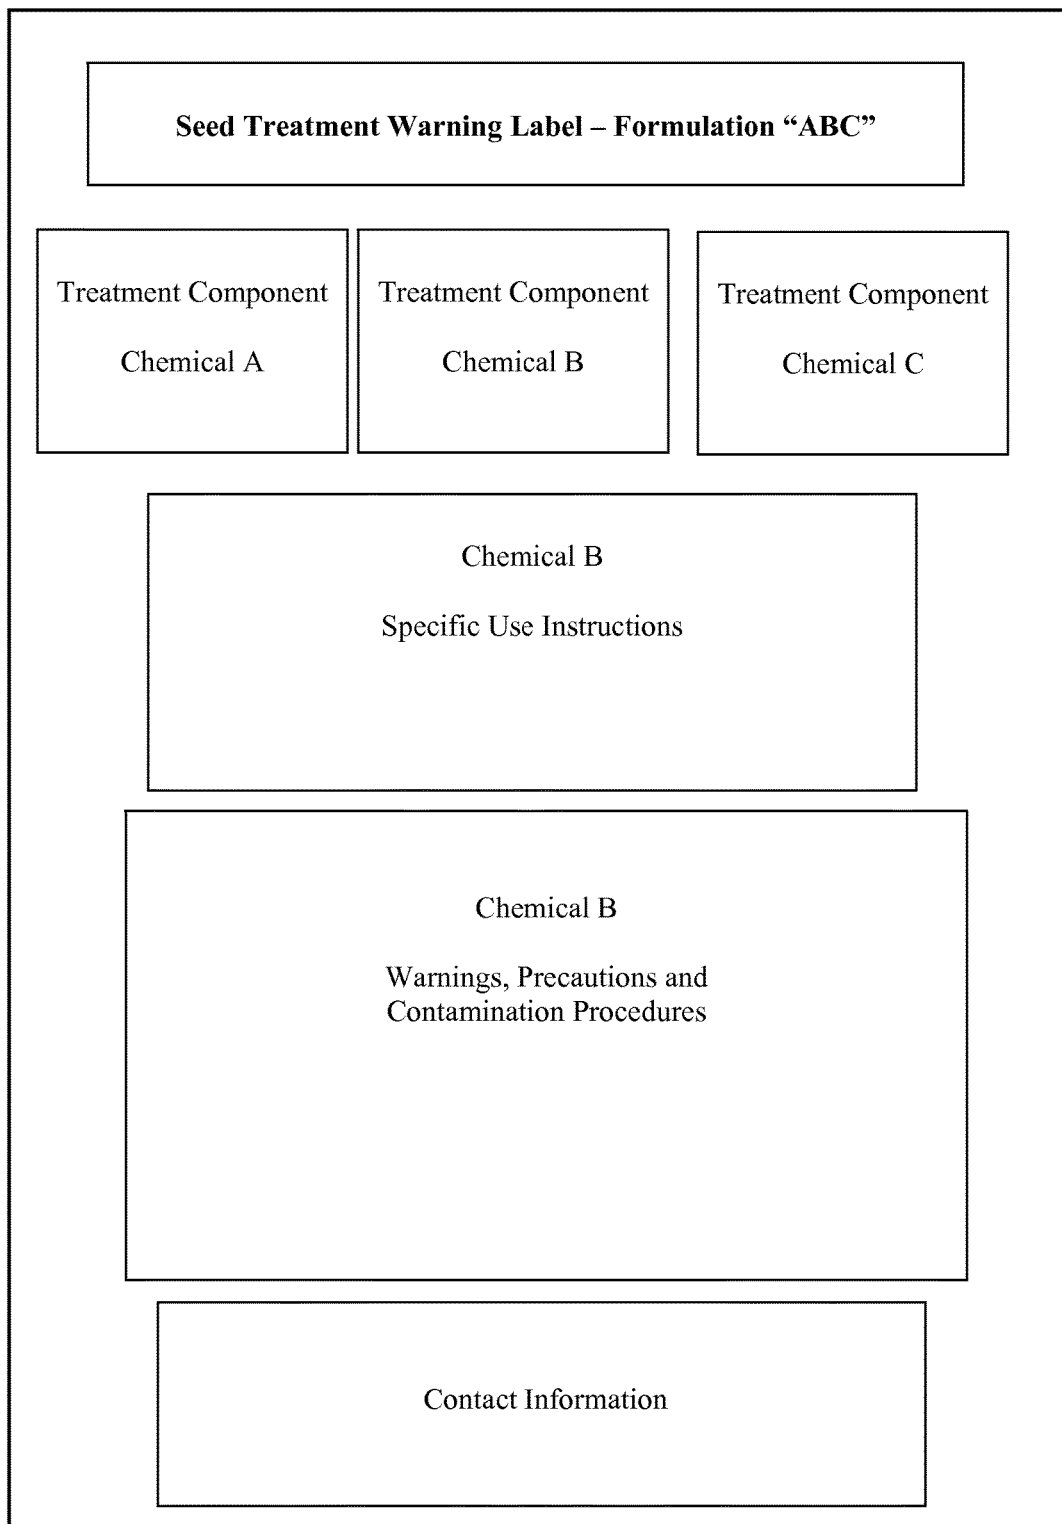 Seed Treatment Warning Label – Formulation “ABC”
Treatment Component
Chemical A
Treatment Component
Chemical B
Treatment Component
Chemical C
Chemical B
Specific Use Instructions
Chemical B
Warnings, Precautions and
Contamination Procedures
Contact Information